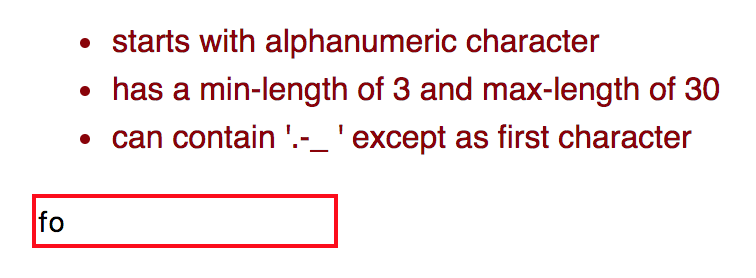 starts with alphanumeric character
has a min-length of 3 and max-length of 30
can contain '.-_ ' except as first character
fo